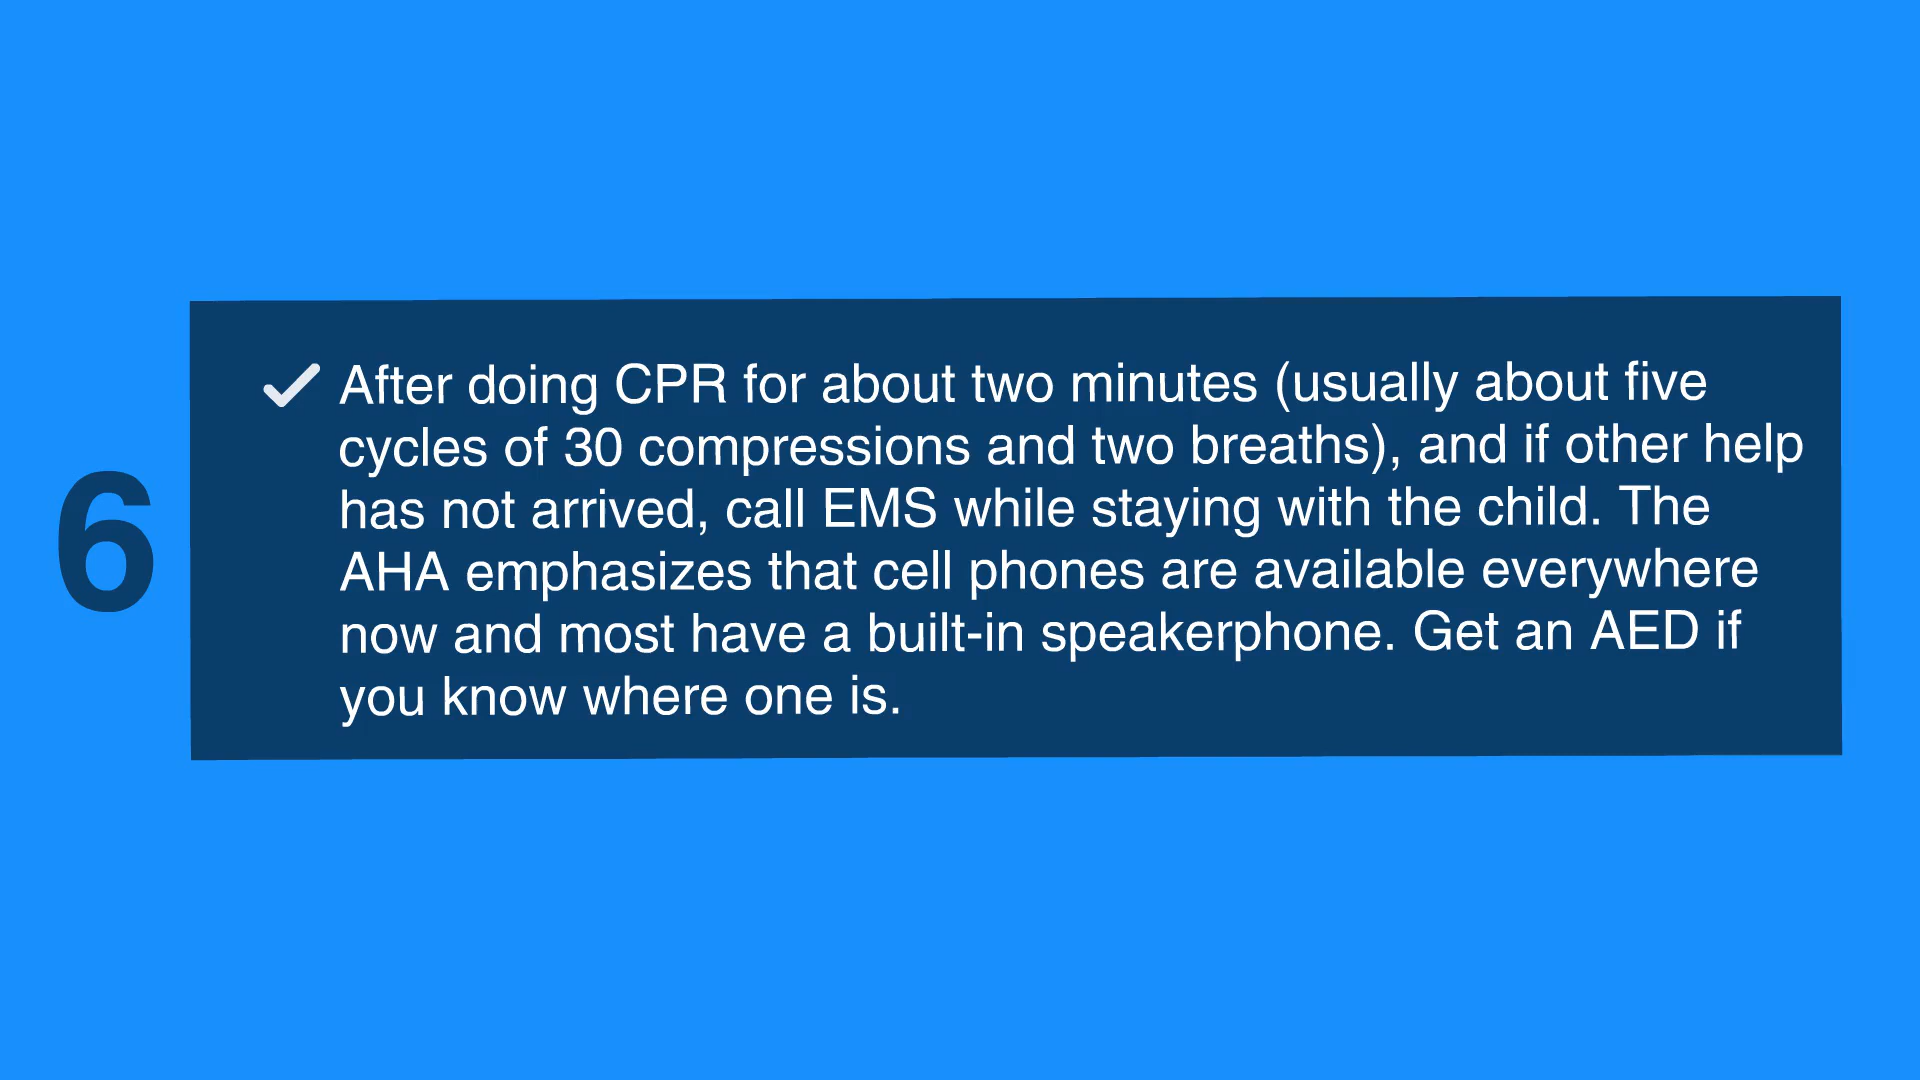 6
After doing CPR for about two minutes (usually about five
cycles of 30 compressions and two breaths), and if other help
has not arrived, call EMS while staying with the child. The
AHA emphasizes that cell phones are available everywhere
now and most have a built-in speakerphone. Get an AED if
you know where one is.